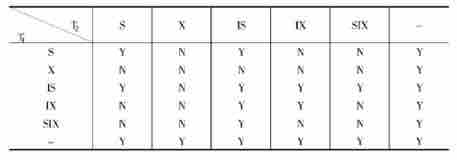 T₁ T₂ S X IS IX SIX –
S Y N Y N N Y
X N N N N N Y
IS Y N Y Y Y Y
IX N N Y Y N Y
SIX N N Y N N Y
– Y Y Y Y Y Y